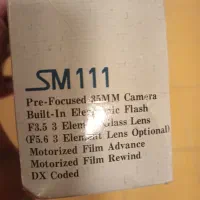 SM111
Pre-Focused 35MM Camera
Built-In Electronic Flash
F3.5 3 Element Glass Lens
(F5.6 3 Element Lens Optional)
Motorized Film Advance
Motorized Film Rewind
DX Coded